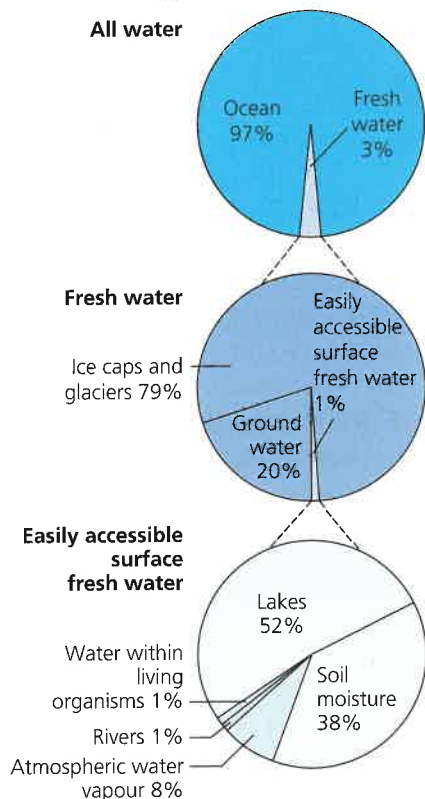 All water
Ocean
97%
Fresh
water
3%
Fresh water
Ice caps and
glaciers 79%
Easily
accessible
surface
fresh water
1%
Ground
water
20%
Easily accessible
surface
fresh water
Lakes
52%
Water within
living
organisms 1%
Rivers 1%
Atmospheric water
vapour 8%
Soil
moisture
38%